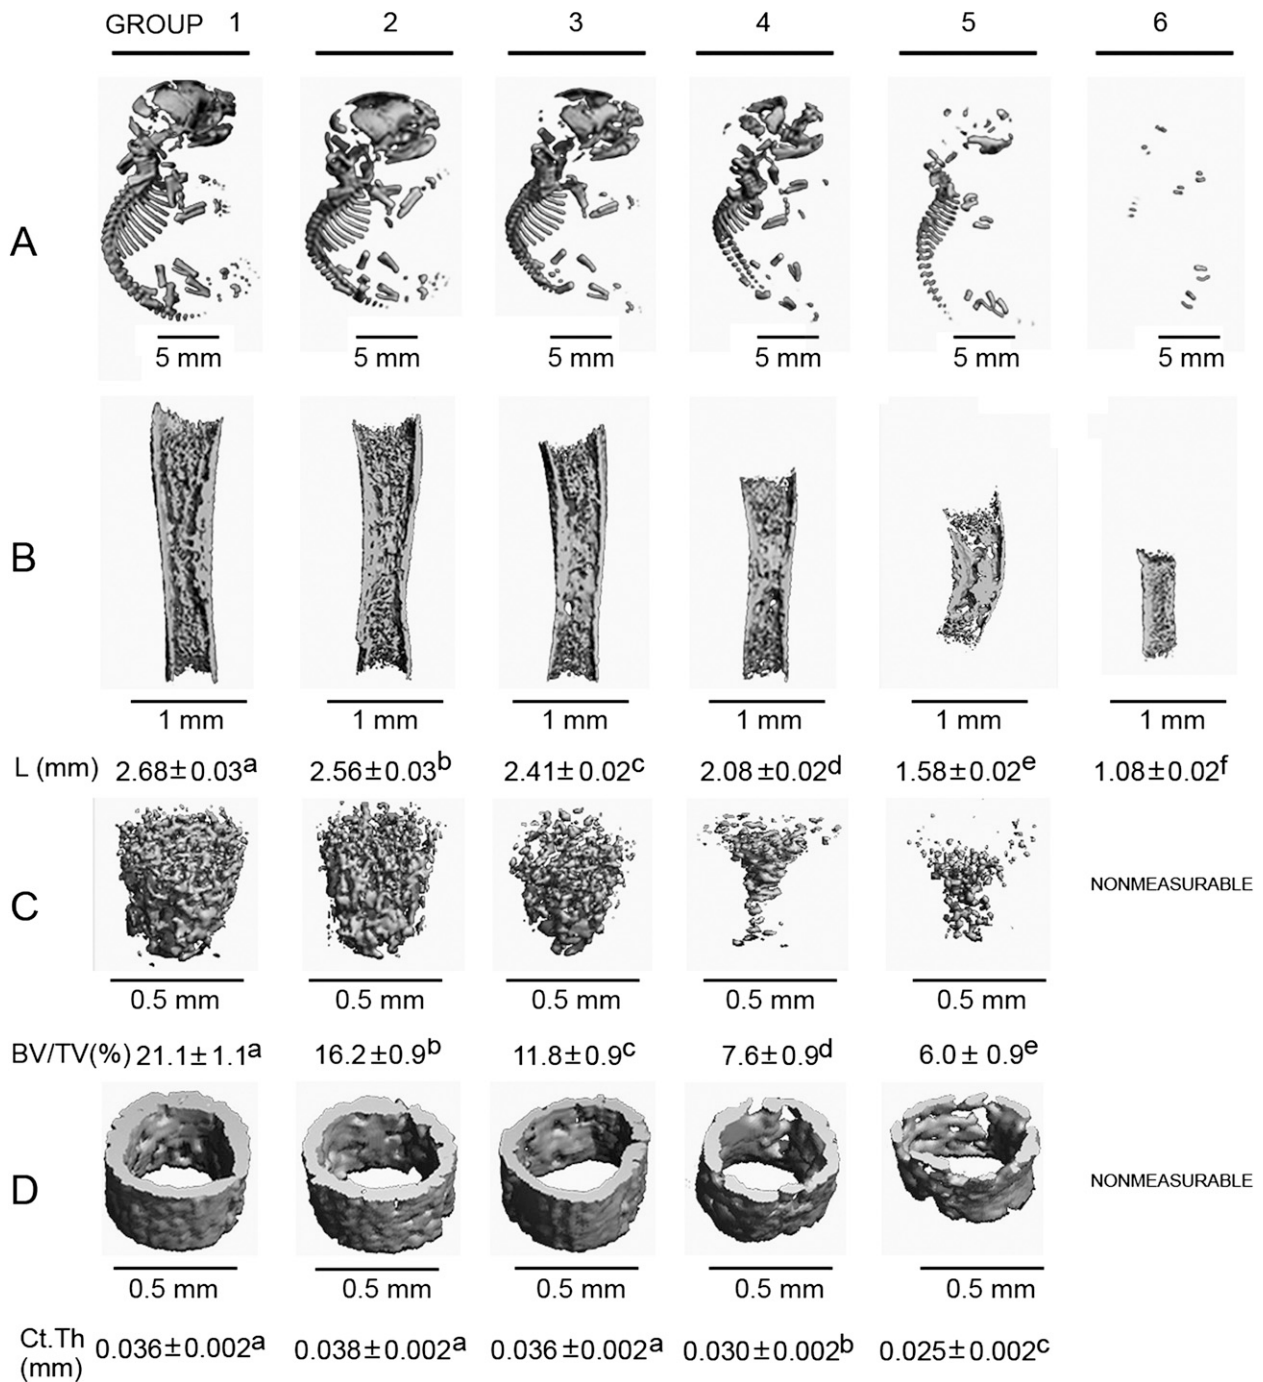 GROUP 1 2 3 4 5 6
A
5 mm 5 mm 5 mm 5 mm 5 mm 5 mm
B
1 mm 1 mm 1 mm 1 mm 1 mm 1 mm
L (mm) 2.68±0.03a 2.56±0.03b 2.41±0.02c 2.08±0.02d 1.58±0.02e 1.08±0.02f
C NONMEASURABLE
0.5 mm 0.5 mm 0.5 mm 0.5 mm 0.5 mm
BV/TV(%) 21.1±1.1a 16.2±0.9b 11.8±0.9c 7.6±0.9d 6.0± 0.9e
D NONMEASURABLE
0.5 mm 0.5 mm 0.5 mm 0.5 mm 0.5 mm
Ct.Th 0.036±0.002a 0.038±0.002a 0.036±0.002a 0.030±0.002b 0.025±0.002c
(mm)